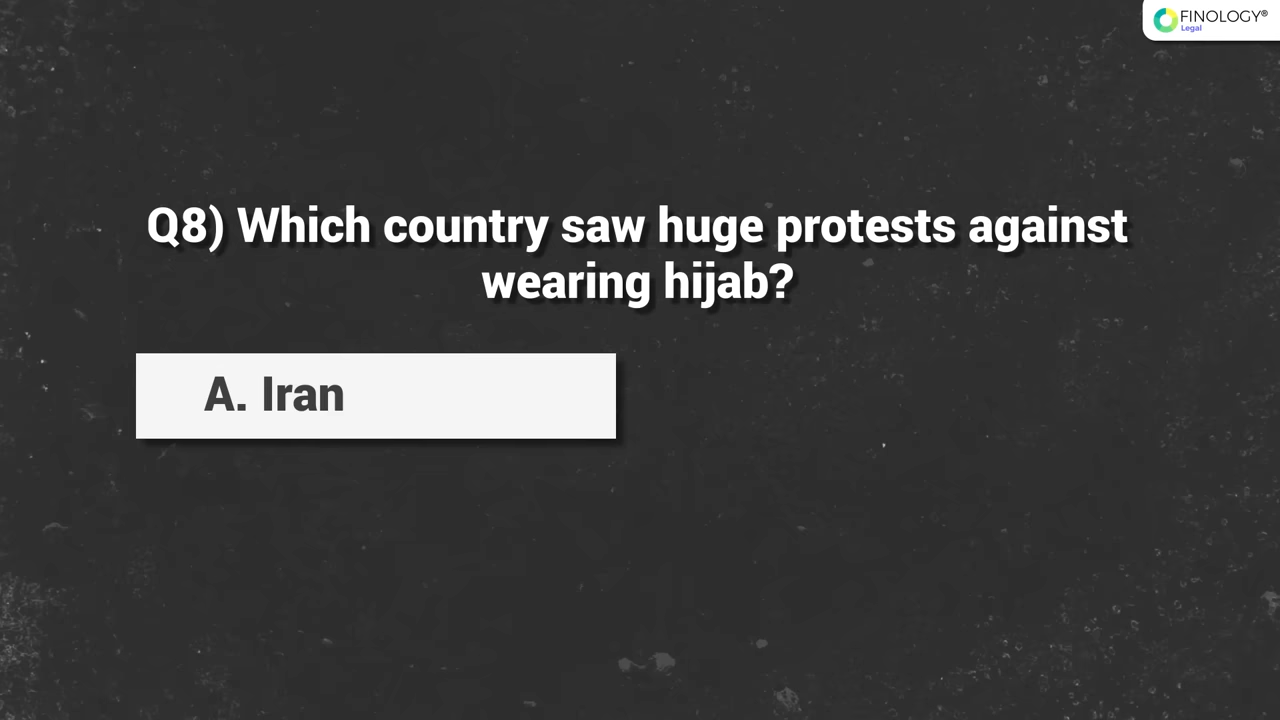 FINOLOGY®
Legal
Q8) Which country saw huge protests against
wearing hijab?
A. Iran